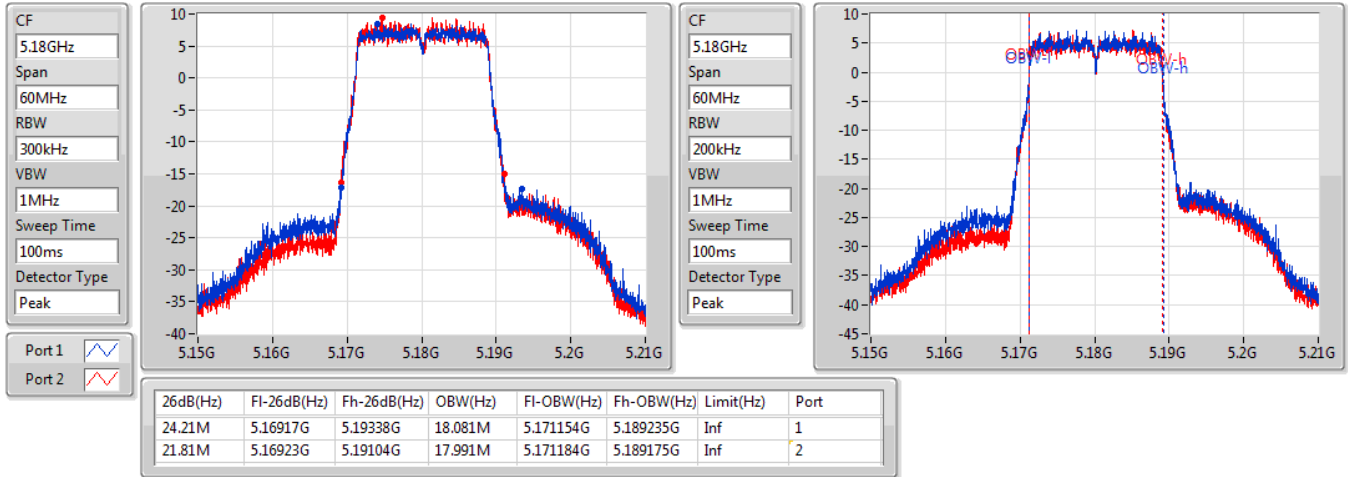 CF
5.18GHz
Span
60MHz
RBW
300kHz
VBW
1MHz
Sweep Time
100ms
Detector Type
Peak
Port 1
Port 2
10
5
0
-5
-10
-15
-20
-25
-30
-35
-40
5.15G 5.16G 5.17G 5.18G 5.19G 5.2G 5.21G
CF
5.18GHz
Span
60MHz
RBW
200kHz
VBW
1MHz
Sweep Time
100ms
Detector Type
Peak
10
5
0
-5
-10
-15
-20
-25
-30
-35
-40
-45
OBW-l
OBW-l
OBW-h
OBW-h
5.15G 5.16G 5.17G 5.18G 5.19G 5.2G 5.21G
26dB(Hz) Fl-26dB(Hz) Fh-26dB(Hz) OBW(Hz) Fl-OBW(Hz) Fh-OBW(Hz) Limit(Hz) Port
24.21M 5.16917G 5.19338G 18.081M 5.171154G 5.189235G Inf 1
21.81M 5.16923G 5.19104G 17.991M 5.171184G 5.189175G Inf 2